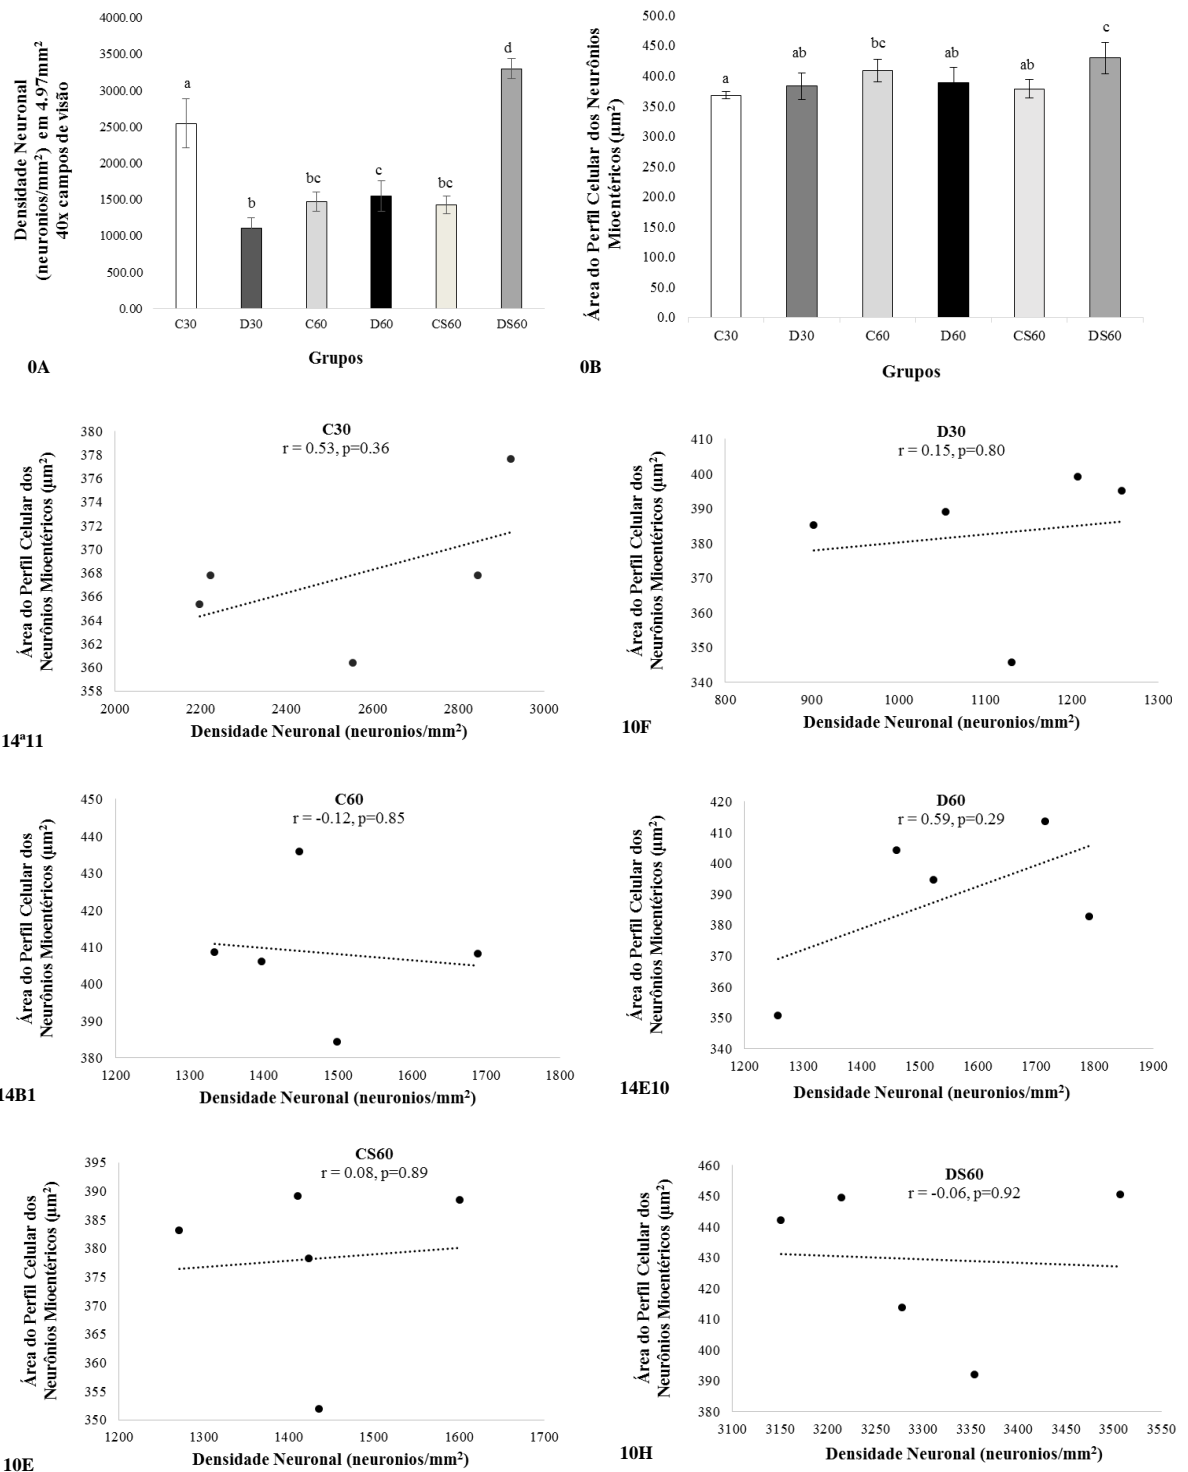 Densidade Neuronal
(neuronios/mm²) em 4.97mm²
40x campos de visão
4000.00
3500.00
3000.00
2500.00
2000.00
1500.00
1000.00
500.00
0.00
a
b
bc
c
bc
d
C30 D30 C60 D60 CS60 DS60
Grupos
0A
Área do Perfil Celular dos Neurônios
Mioentéricos (µm²)
500.0
450.0
400.0
350.0
300.0
250.0
200.0
150.0
100.0
50.0
0.0
a
ab
bc
ab
ab
c
C30 D30 C60 D60 CS60 DS60
Grupos
0B
C30
r = 0.53, p=0.36
Área do Perfil Celular dos
Neurônios Mioentéricos (µm²)
380
378
376
374
372
370
368
366
364
362
360
358
2000 2200 2400 2600 2800 3000
Densidade Neuronal (neuronios/mm²)
14ª11
D30
r = 0.15, p=0.80
Área do Perfil Celular dos
Neurônios Mioentéricos (µm²)
410
400
390
380
370
360
350
340
800 900 1000 1100 1200 1300
Densidade Neuronal (neuronios/mm²)
10F
C60
r = -0.12, p=0.85
Área do Perfil Celular dos
Neurônios Mioentéricos (µm²)
450
440
430
420
410
400
390
380
1200 1300 1400 1500 1600 1700 1800
Densidade Neuronal (neuronios/mm²)
14B1
D60
r = 0.59, p=0.29
Área do Perfil Celular dos
Neurônios Mioentéricos (µm²)
420
410
400
390
380
370
360
350
340
1200 1300 1400 1500 1600 1700 1800 1900
Densidade Neuronal (neuronios/mm²)
14E10
CS60
r = 0.08, p=0.89
Área do Perfil Celular dos
Neurônios Mioentéricos (µm²)
395
390
385
380
375
370
365
360
355
350
1200 1300 1400 1500 1600 1700
Densidade Neuronal (neuronios/mm²)
10E
DS60
r = -0.06, p=0.92
Área do Perfil Celular dos
Neurônios Mioentéricos (µm²)
460
450
440
430
420
410
400
390
380
3100 3150 3200 3250 3300 3350 3400 3450 3500 3550
Densidade Neuronal (neuronios/mm²)
10H